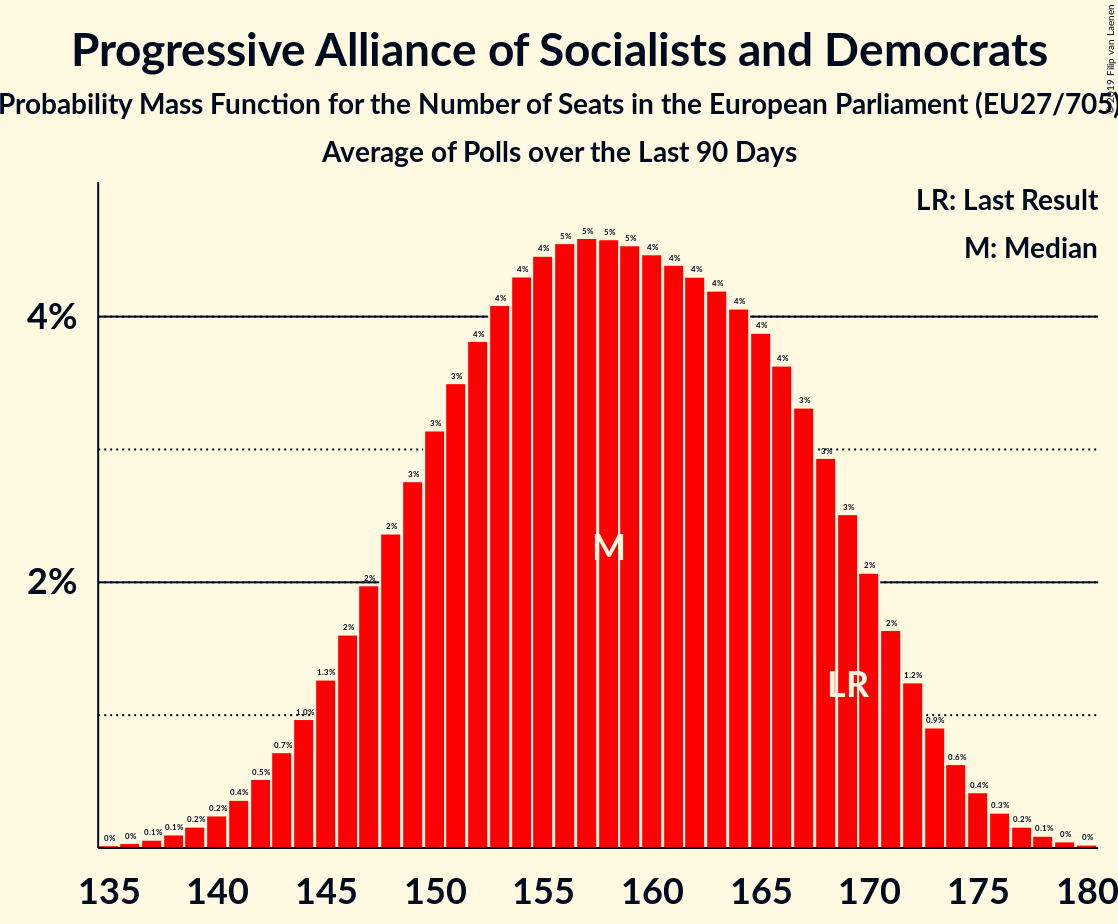 Progressive Alliance of Socialists and Democrats
Probability Mass Function for the Number of Seats in the European Parliament (EU27/705)
Average of Polls over the Last 90 Days
© 2019 Filip van Laenen
LR: Last Result
M: Median
4%
2%
0% 0% 0.1% 0.1% 0.2% 0.2% 0.4% 0.5% 0.7% 1.0% 1.3% 2% 2% 2% 3% 3% 3% 4% 4% 4% 4% 5% 5% 5% 5% 4% 4% 4% 4% 4% 4% 4% 3% 3% 3% 2% 2% 1.2% 0.9% 0.6% 0.4% 0.3% 0.2% 0.1% 0% 0%
M
LR
135 140 145 150 155 160 165 170 175 180